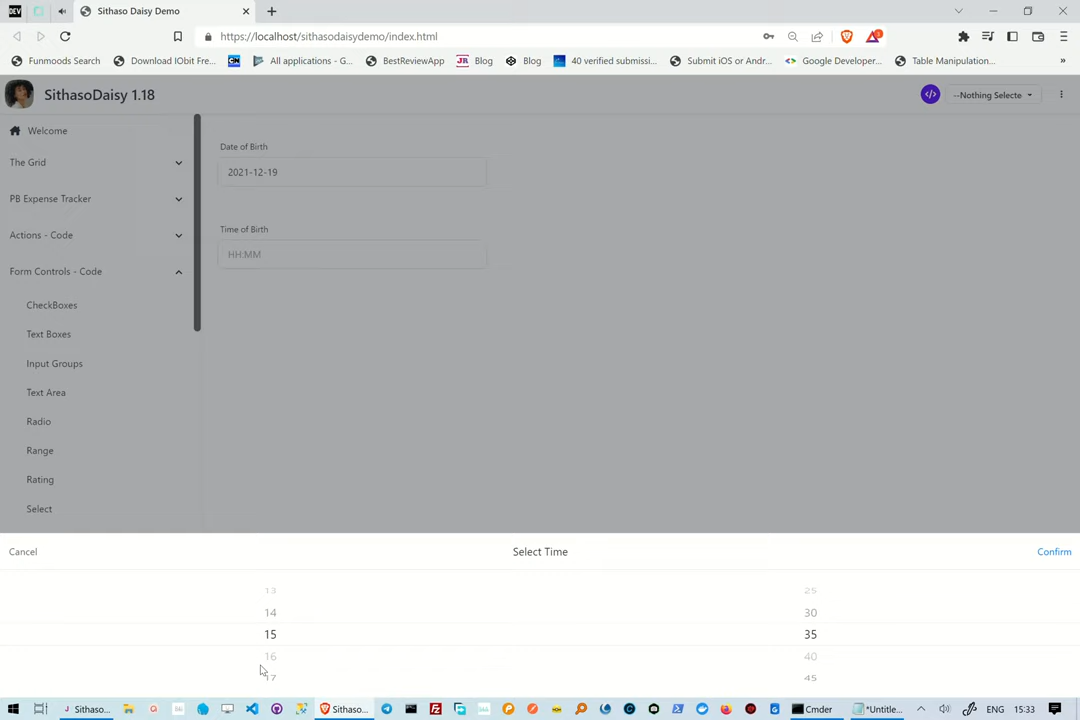 Sithaso Daisy Demo
https://localhost/sithasodaisydemo/index.html
Funmoods Search
Download IObit Fre...
All applications - G...
BestReviewApp
Blog
Blog
40 verified submissi...
Submit iOS or Andr...
Google Developer...
Table Manipulation...
»
SithasoDaisy 1.18
--Nothing Selecte
Welcome
The Grid
PB Expense Tracker
Actions - Code
Form Controls - Code
CheckBoxes
Text Boxes
Input Groups
Text Area
Radio
Range
Rating
Select
Date of Birth
2021-12-19
Time of Birth
HH:MM
Cancel
Select Time
Confirm
13 25
14 30
15 35
16 40
17 45
Sithaso...
Sithaso...
Cmder
*Untitle...
ENG
15:33